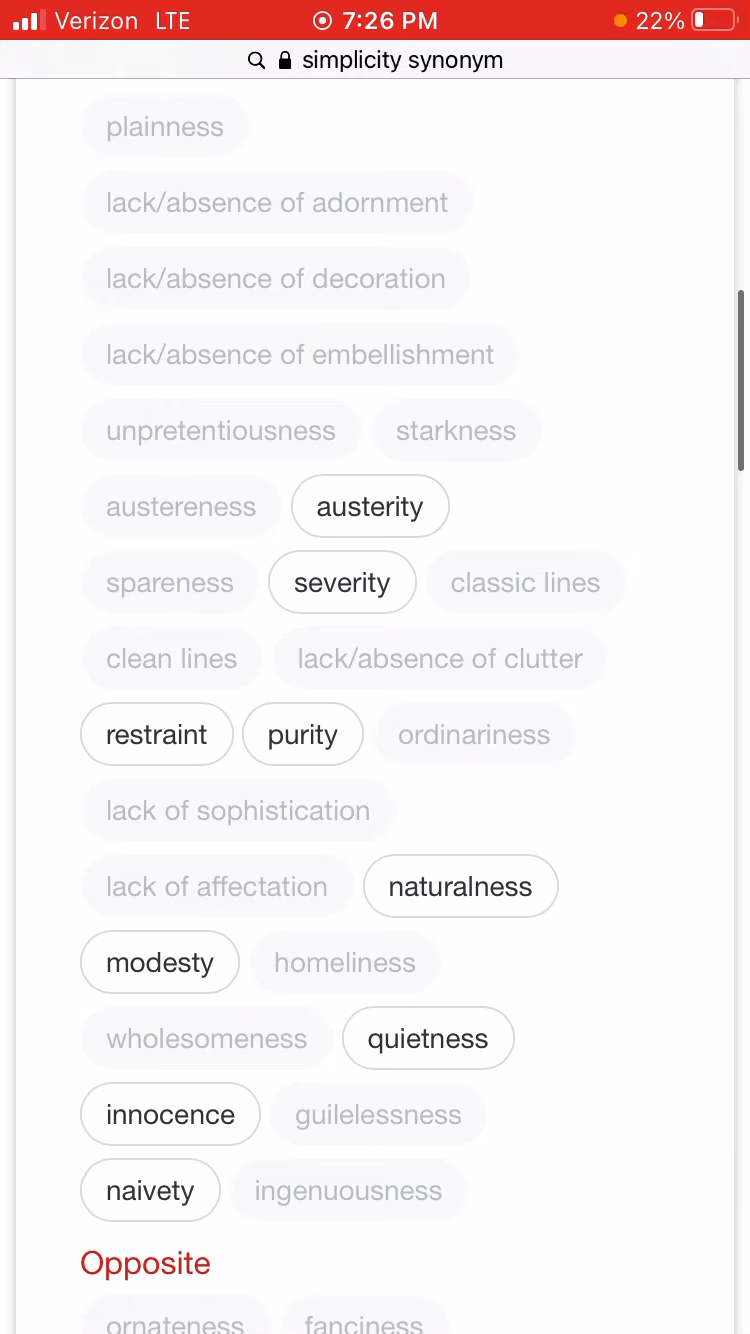 Verizon LTE 7:26 PM 22%
simplicity synonym
plainness
lack/absence of adornment
lack/absence of decoration
lack/absence of embellishment
unpretentiousness starkness
austereness austerity
spareness severity classic lines
clean lines lack/absence of clutter
restraint purity ordinariness
lack of sophistication
lack of affectation naturalness
modesty homeliness
wholesomeness quietness
innocence guilelessness
naivety ingenuousness
Opposite
ornateness fanciness